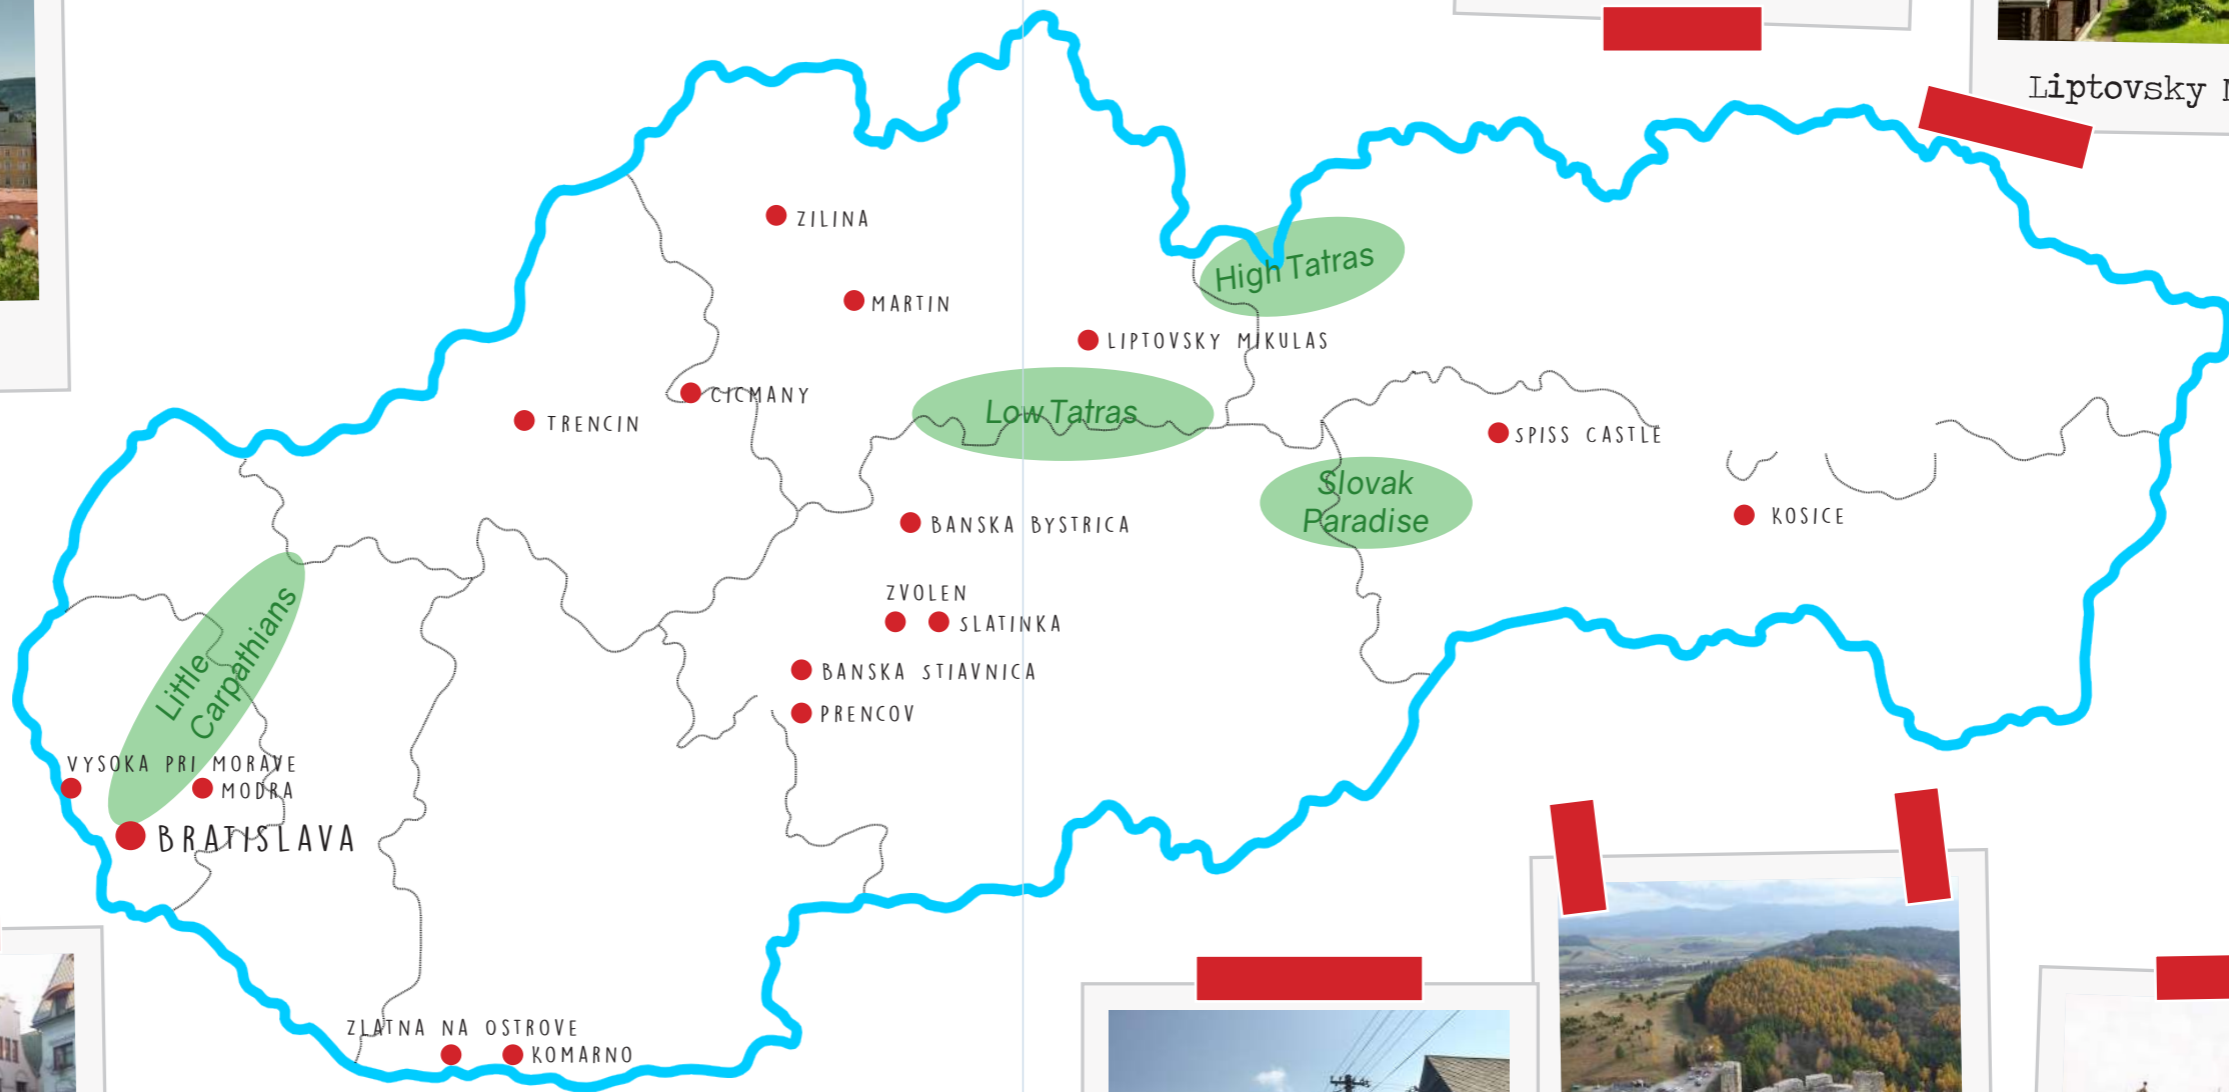 Liptovsky
ZILINA
High Tatras
MARTIN
LIPTOVSKY MIKULAS
CICMANY
Low Tatras
TRENCIN
SPISS CASTLE
Slovak
Paradise
BANSKA BYSTRICA
KOSICE
ZVOLEN
SLATINKA
Little
Carpathians
BANSKA STIAVNICA
PRENCOV
VYSOKA PRI MORAVE
MODRA
BRATISLAVA
ZLATNA NA OSTROVE
KOMARNO